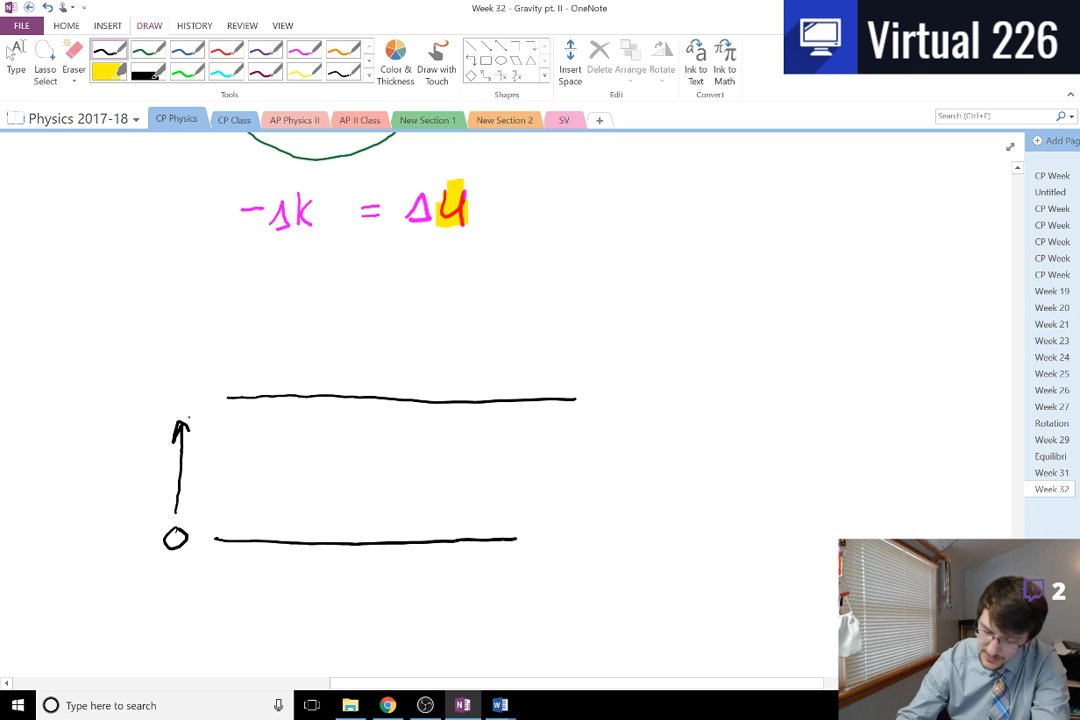 Week 32 - Gravity pt. II - OneNote
Virtual 226
FILE HOME INSERT DRAW HISTORY REVIEW VIEW
Type
Lasso Select
Eraser
Color & Thickness
Draw with Touch
Insert Space
Delete
Arrange
Rotate
Ink to Text
Ink to Math
Tools
Shapes
Edit
Convert
Physics 2017-18
CP Physics
CP Class
AP Physics II
AP II Class
New Section 1
New Section 2
SV
Search (Ctrl+E)
Add Pag
CP Week
Untitled
CP Week
CP Week
CP Week
CP Week
CP Week
Week 19
Week 20
Week 21
Week 23
Week 24
Week 25
Week 26
Week 27
Rotation
Week 29
Equilibri
Week 31
Week 32
-Δk = ΔU
2
Type here to search